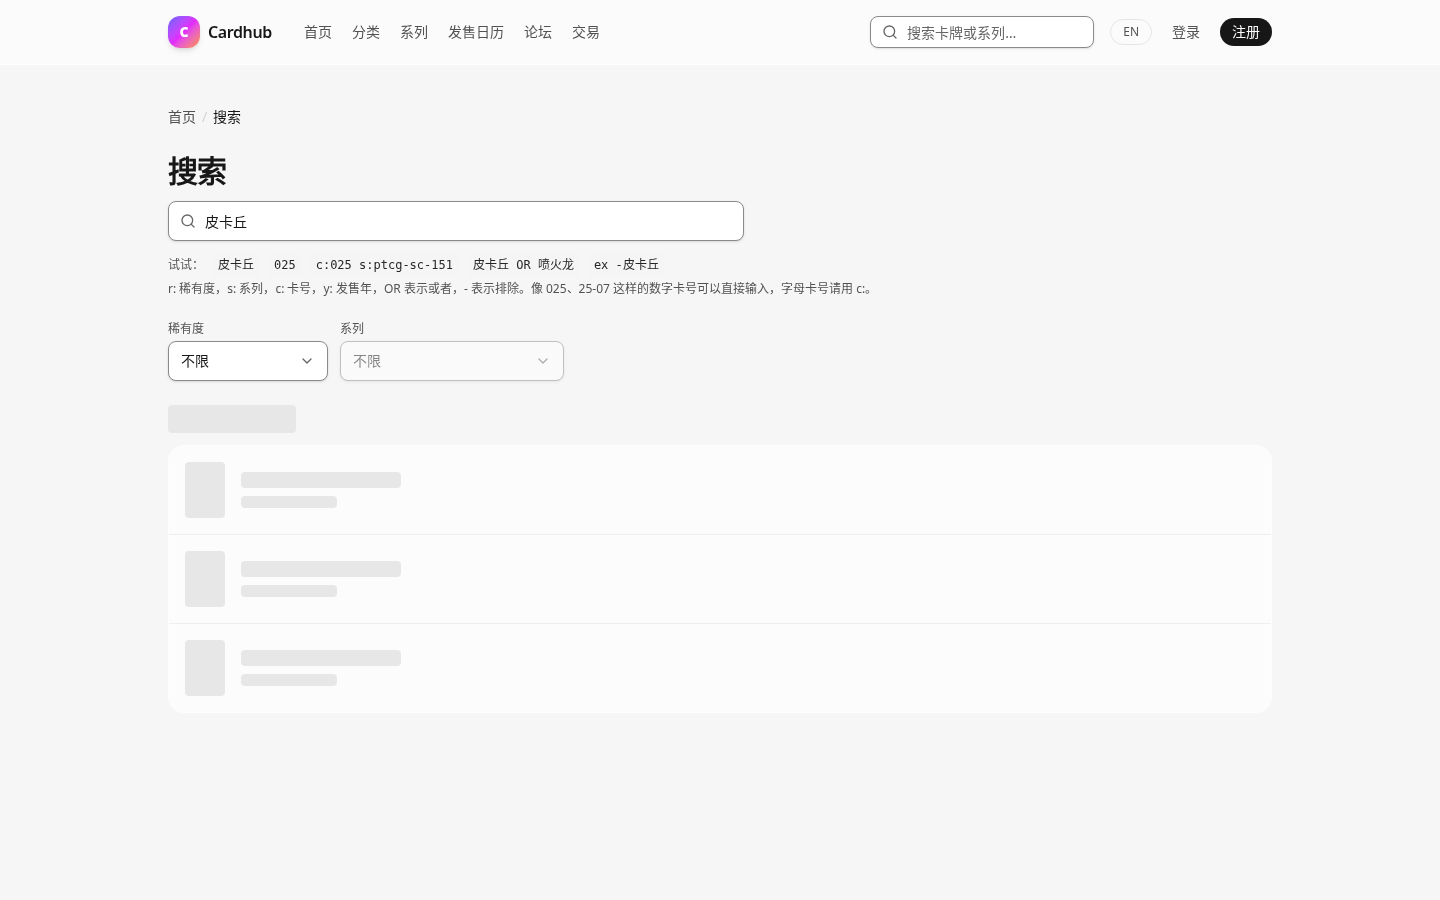 C Cardhub 首页 分类 系列 发售日历 论坛 交易 搜索卡牌或系列... EN 登录 注册
首页 / 搜索
搜索
皮卡丘
试试： 皮卡丘 025 c:025 s:ptcg-sc-151 皮卡丘 OR 喷火龙 ex -皮卡丘
r: 稀有度，s: 系列，c: 卡号，y: 发售年，OR 表示或者，- 表示排除。像 025、25-07 这样的数字卡号可以直接输入，字母卡号请用 c:。
稀有度 系列
不限 不限